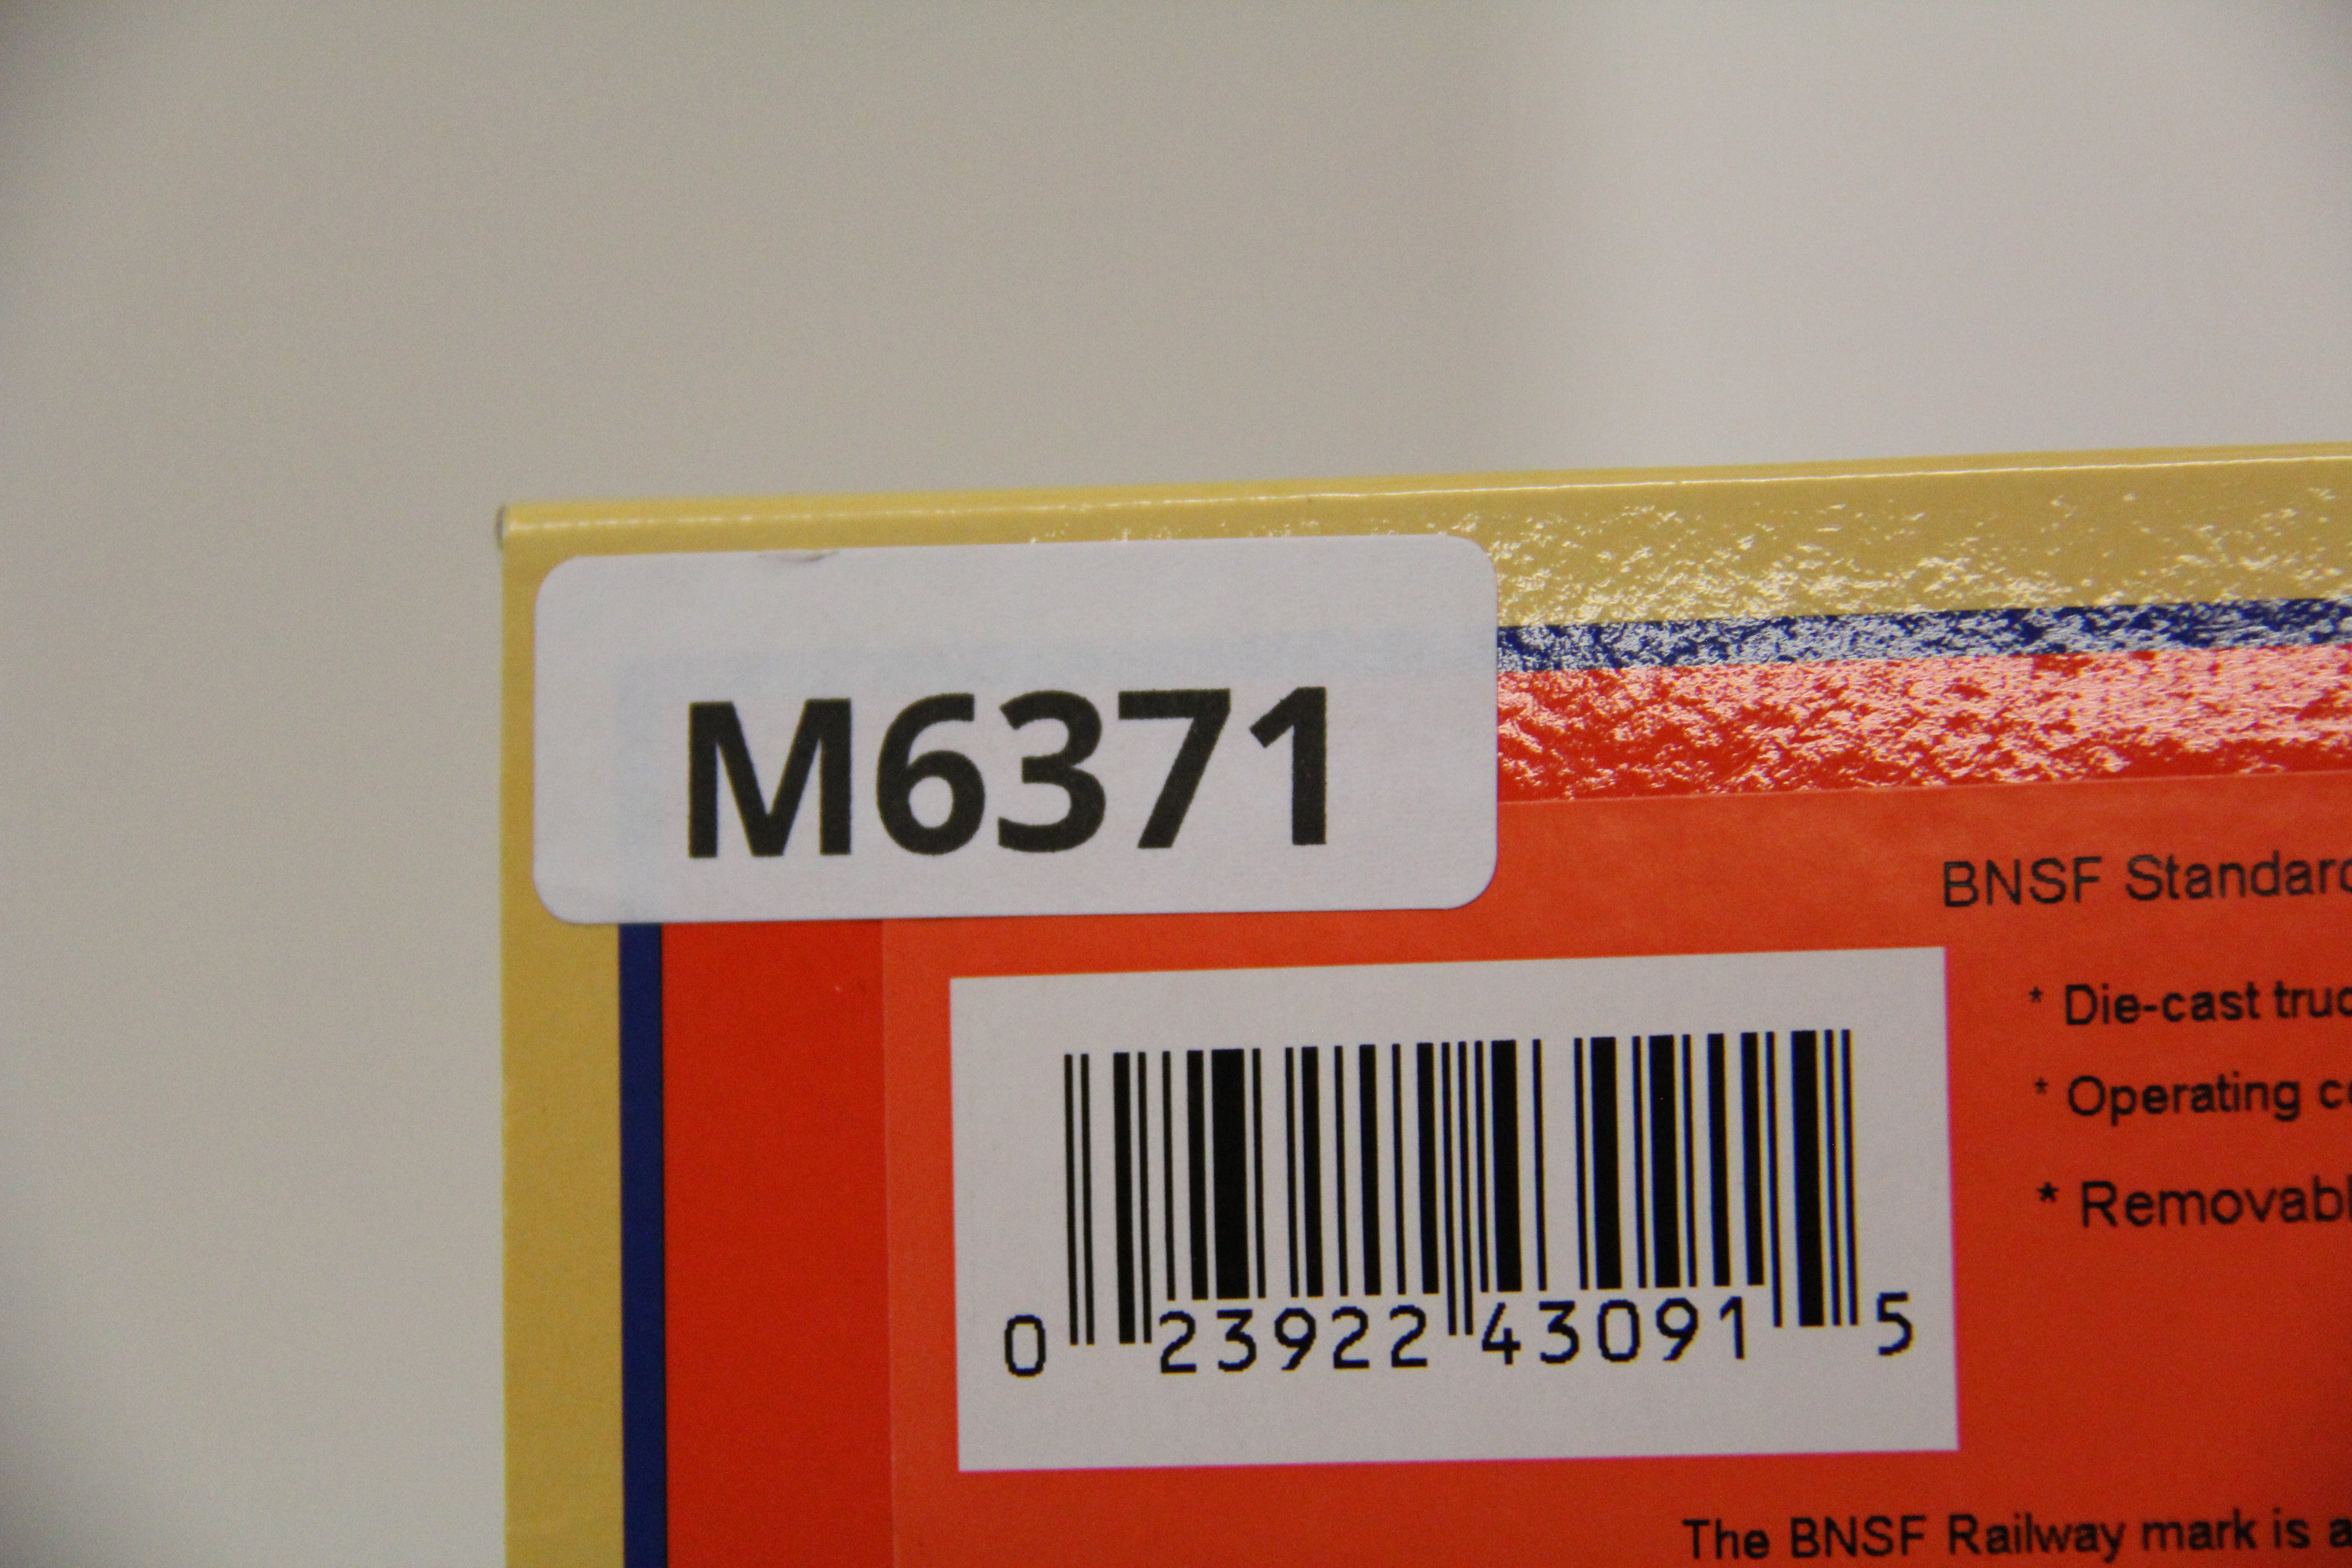 M6371
BNSF Standard
* Die-cast truc
* Operating c
* Removabl
0 23922 43091 5
The BNSF Railway mark is a